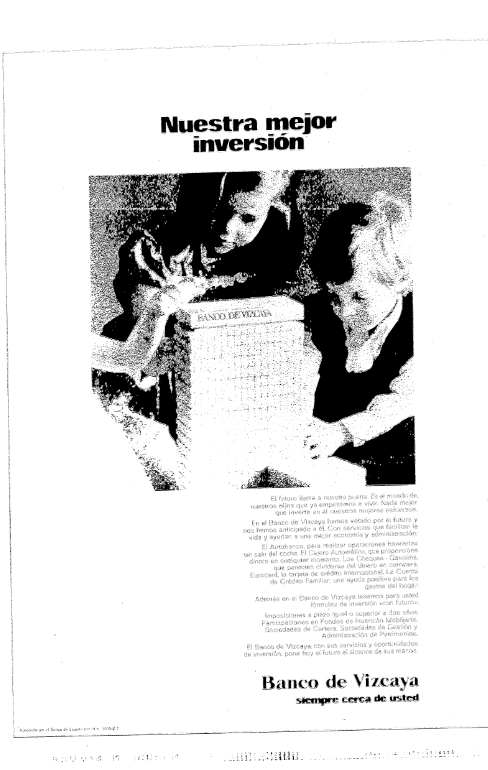 Nuestra mejor
inversión
BANCO DE VIZCAYA
El futuro llama a nuestra puerta. Es el mundo de
nuestros hijos que ya empezamos a vivir. Nada mejor
que invertir en él nuestros mejores esfuerzos.
En el Banco de Vizcaya hemos votado por el futuro y
nos hemos anticipado a él. Con servicios que facilitan la
vida y ayudan a una mejor economía y administración.
El Autobanco, para realizar operaciones bancarias
sin salir del coche. El Cajero Automático, que proporciona
dinero en cualquier momento. Los Cheques - Gasolina,
que permiten olvidarse del dinero en carretera.
Eurocard, la tarjeta de crédito internacional. La Cuenta
de Crédito Familiar, una ayuda positiva para los
gastos del hogar.
Además en el Banco de Vizcaya tenemos para usted
fórmulas de inversión «con futuro»:
Imposiciones a plazo igual o superior a dos años.
Participaciones en Fondos de Inversión Mobiliaria.
Sociedades de Cartera, Sociedades de Gestión y
Administración de Patrimonios.
El Banco de Vizcaya, con sus servicios y oportunidades
de inversión, pone hoy el futuro al alcance de sus manos.
Banco de Vizcaya
siempre cerca de usted